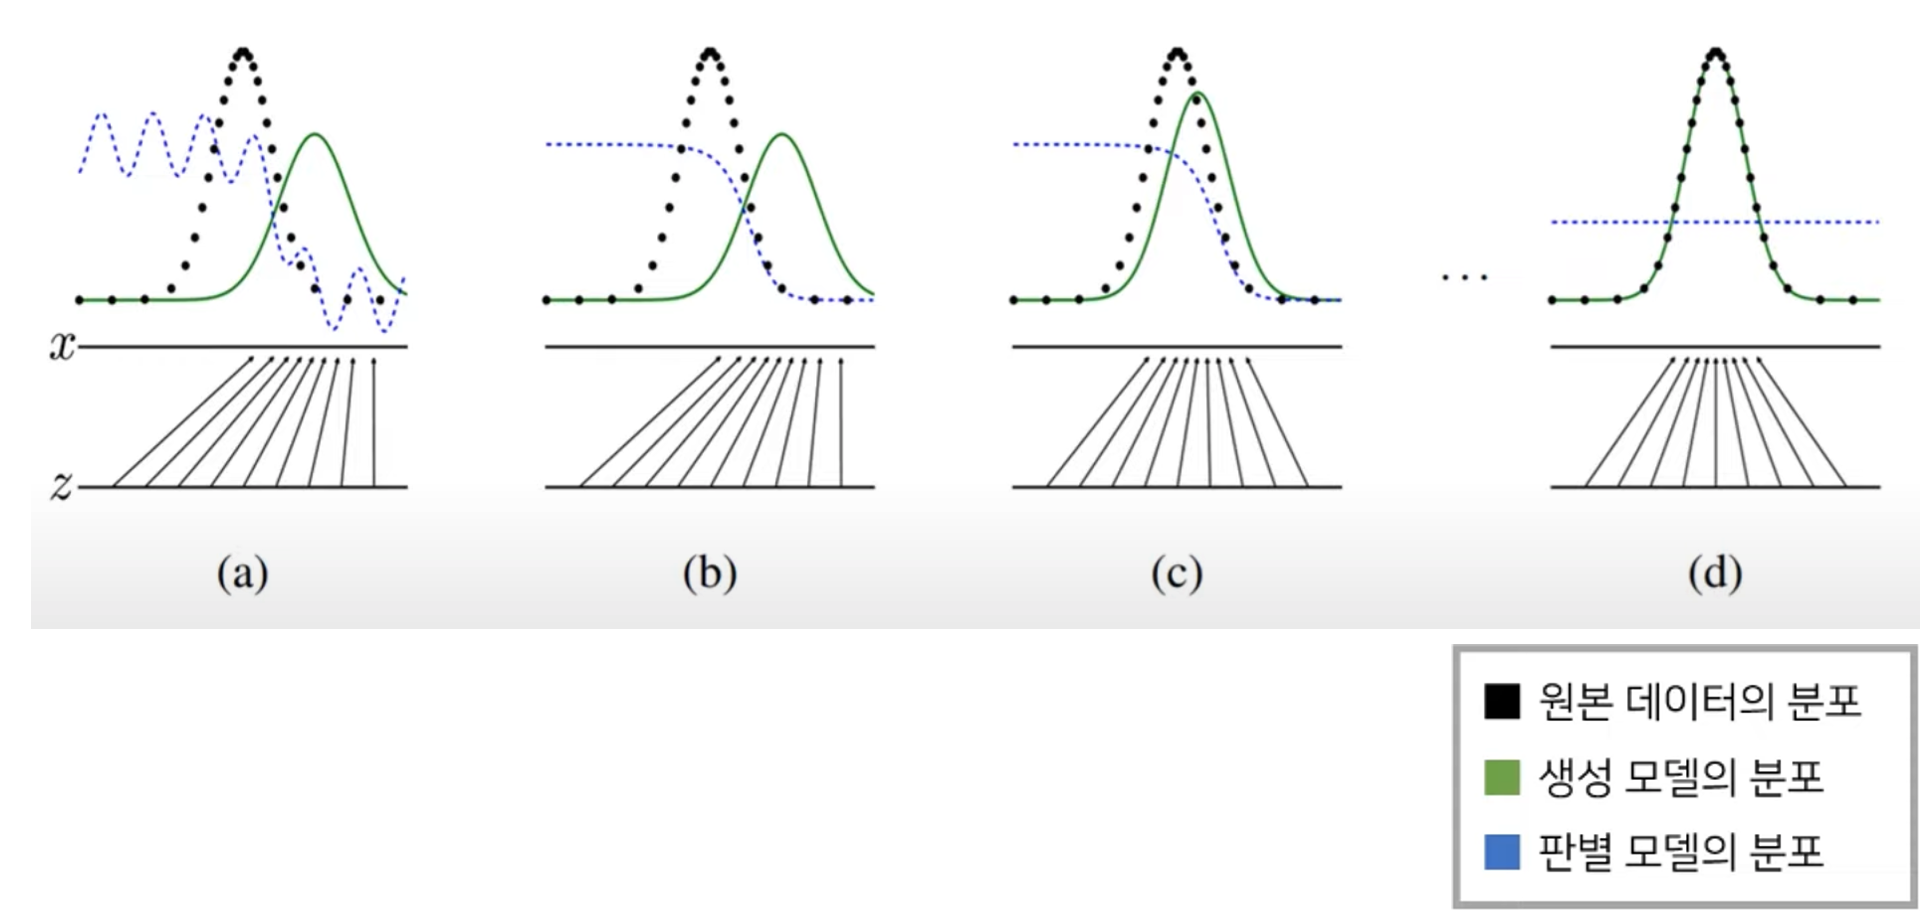 x
z
...
(a)
(b)
(c)
(d)
원본 데이터의 분포
생성 모델의 분포
판별 모델의 분포